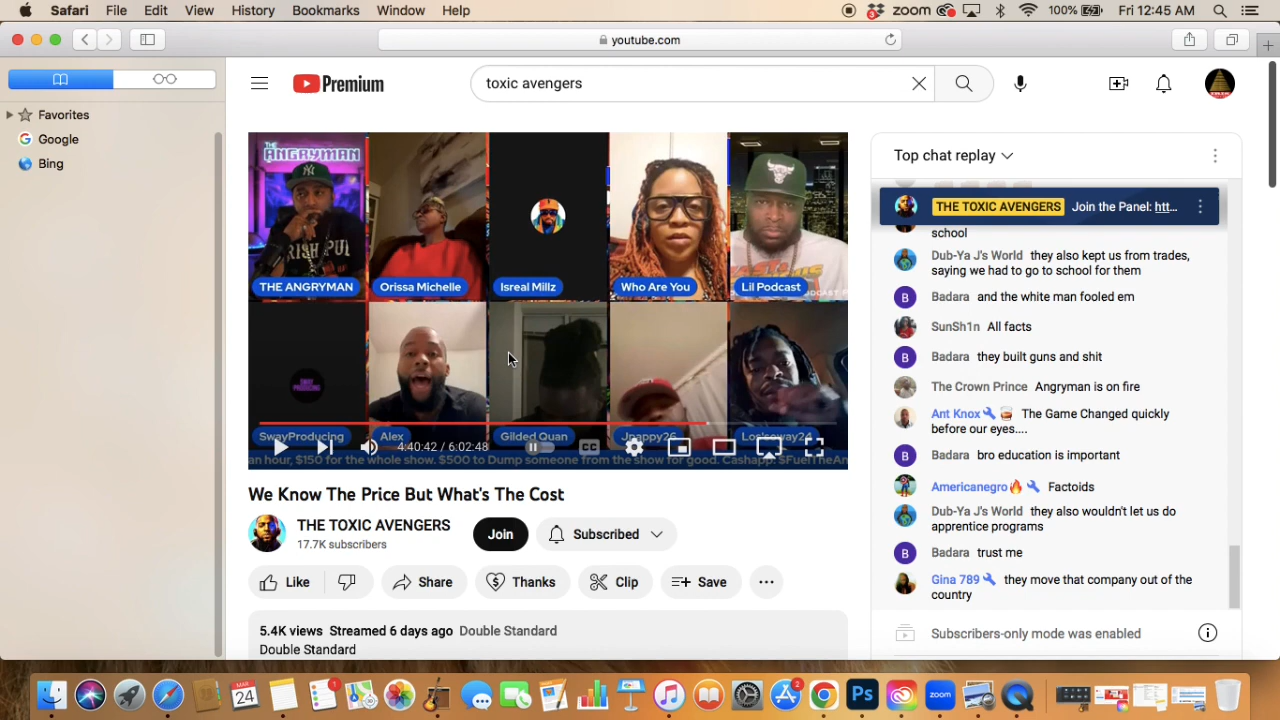 Safari File Edit View History Bookmarks Window Help
3 zoom 100% Fri 12:45 AM
youtube.com
Favorites
Google
Bing
Premium
toxic avengers
THE ANGRYMAN
THE ANGRYMAN
Orissa Michelle
Isreal Millz
Who Are You
Lil Podcast
SwayProducing
Alex
Gilded Quan
Jnappy26
Los'soway24
4:40:42 / 6:02:48
CC
an hour, $150 for the whole show. $500 to Dump someone from the show for good. Cashapp: $FuelTheAn
We Know The Price But What's The Cost
THE TOXIC AVENGERS
17.7K subscribers
Join
Subscribed
Like
Share
Thanks
Clip
Save
5.4K views Streamed 6 days ago Double Standard
Double Standard
Top chat replay
THE TOXIC AVENGERS Join the Panel: htt...
school
Dub-Ya J's World they also kept us from trades,
saying we had to go to school for them
B Badara and the white man fooled em
SunSh1n All facts
B Badara they built guns and shit
The Crown Prince Angryman is on fire
Ant Knox The Game Changed quickly
before our eyes....
B Badara bro education is important
Americanegro Factoids
Dub-Ya J's World they also wouldn't let us do
apprentice programs
B Badara trust me
Gina 789 they move that company out of the
country
Subscribers-only mode was enabled
MAR
24
1
2
Ps
zoom